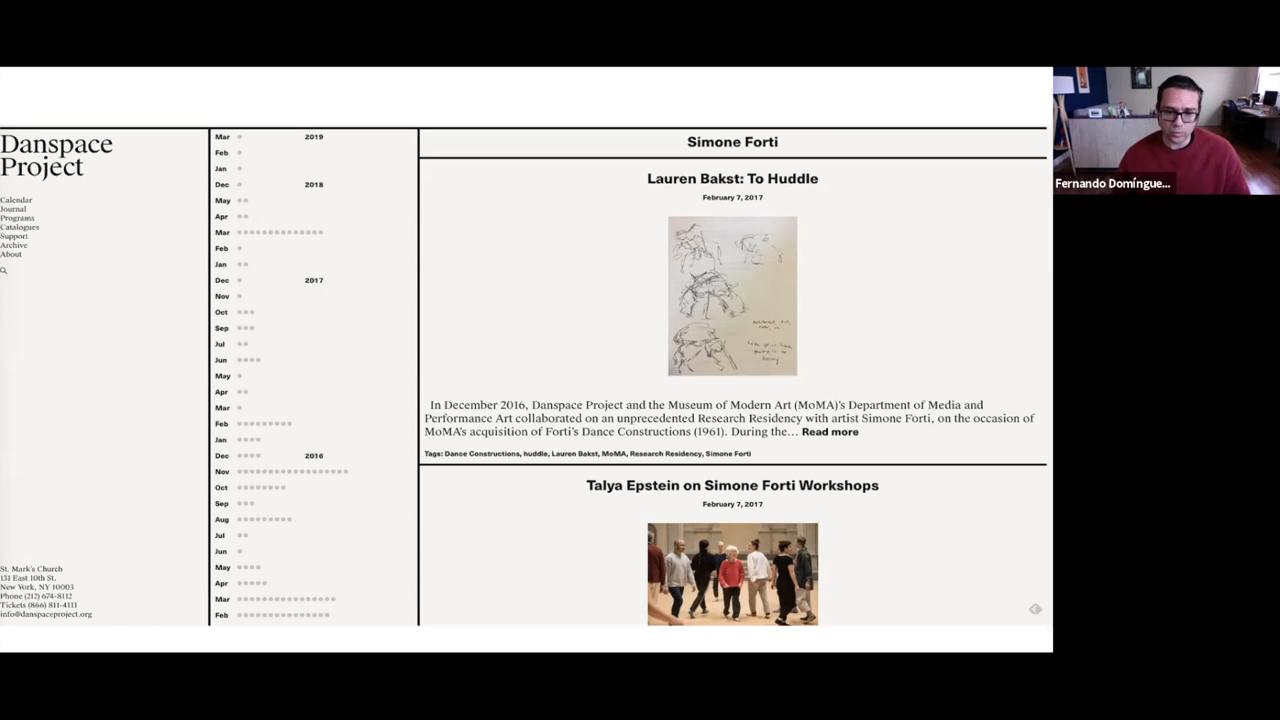 Danspace
Project
Calendar
Journal
Programs
Catalogues
Support
Archive
About
St. Mark's Church
131 East 10th St.
New York, NY 10003
Phone (212) 674-8112
Tickets (866) 811-4111
info@danspaceproject.org
Mar 2019
Feb
Jan
Dec 2018
May
Apr
Mar
Feb
Jan
Dec 2017
Nov
Oct
Sep
Jul
Jun
May
Apr
Mar
Feb
Jan
Dec 2016
Nov
Oct
Sep
Aug
Jul
Jun
May
Apr
Mar
Feb
Simone Forti
Lauren Bakst: To Huddle
February 7, 2017
In December 2016, Danspace Project and the Museum of Modern Art (MoMA)'s Department of Media and
Performance Art collaborated on an unprecedented Research Residency with artist Simone Forti, on the occasion of
MoMA's acquisition of Forti's Dance Constructions (1961). During the… Read more
Tags: Dance Constructions, huddle, Lauren Bakst, MoMA, Research Residency, Simone Forti
Talya Epstein on Simone Forti Workshops
February 7, 2017
Fernando Domíngue...